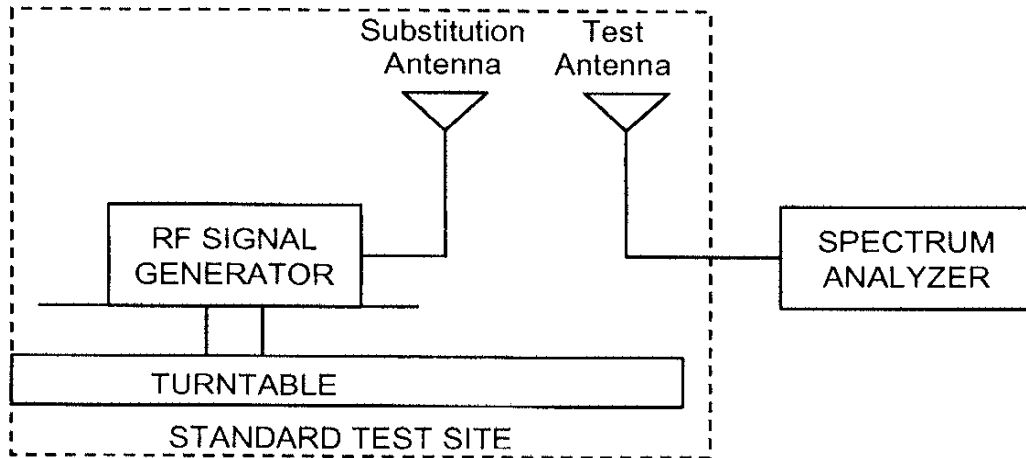 Substitution
Antenna
Test
Antenna
RF SIGNAL
GENERATOR
SPECTRUM
ANALYZER
TURNTABLE
STANDARD TEST SITE